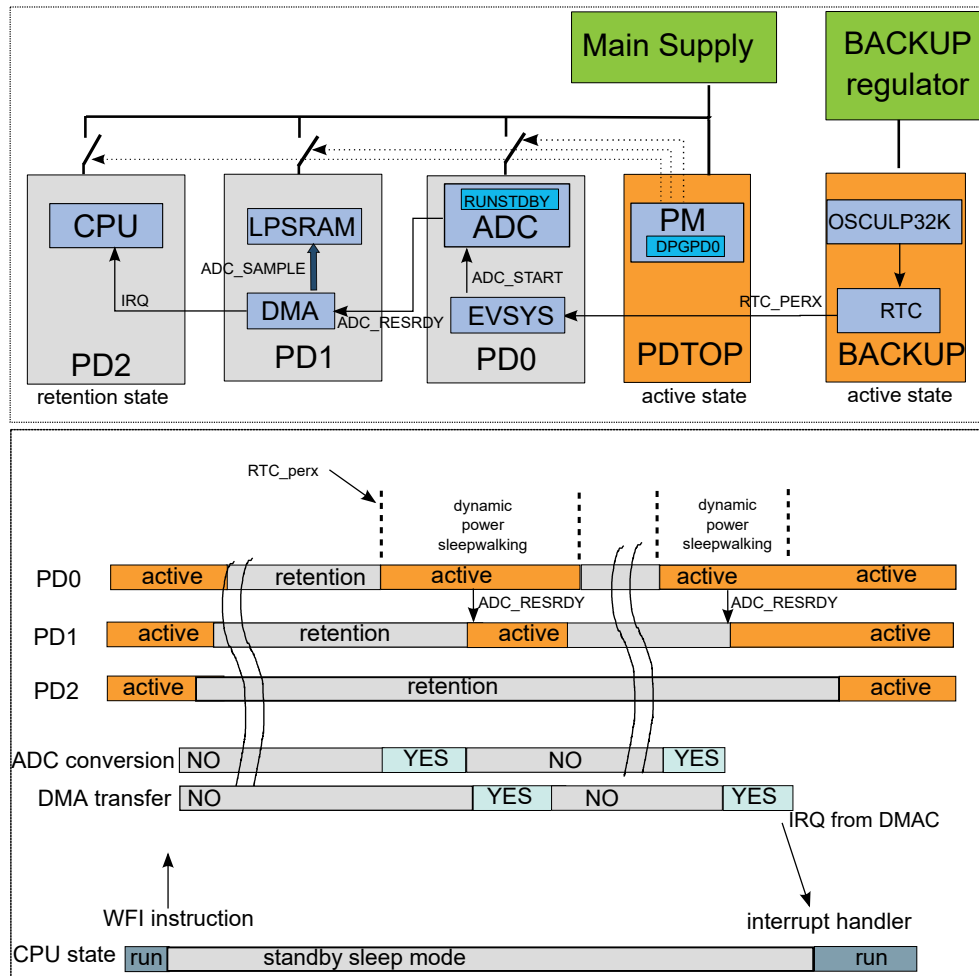 Main Supply
BACKUP
regulator
CPU
IRQ
PD2
retention state
LPSRAM
ADC_SAMPLE
DMA
PD1
ADC_RESRDY
RUNSTDBY
ADC
ADC_START
EVSYS
PD0
PM
DPGPD0
RTC_PERX
PDTOP
active state
OSCULP32K
RTC
BACKUP
active state
RTC_perx
dynamic
power
sleepwalking
dynamic
power
sleepwalking
PD0 active retention active active active
ADC_RESRDY ADC_RESRDY
PD1 active retention active active
PD2 active retention active
ADC conversion NO YES NO YES
DMA transfer NO YES NO YES
IRQ from DMAC
WFI instruction interrupt handler
CPU state run standby sleep mode run